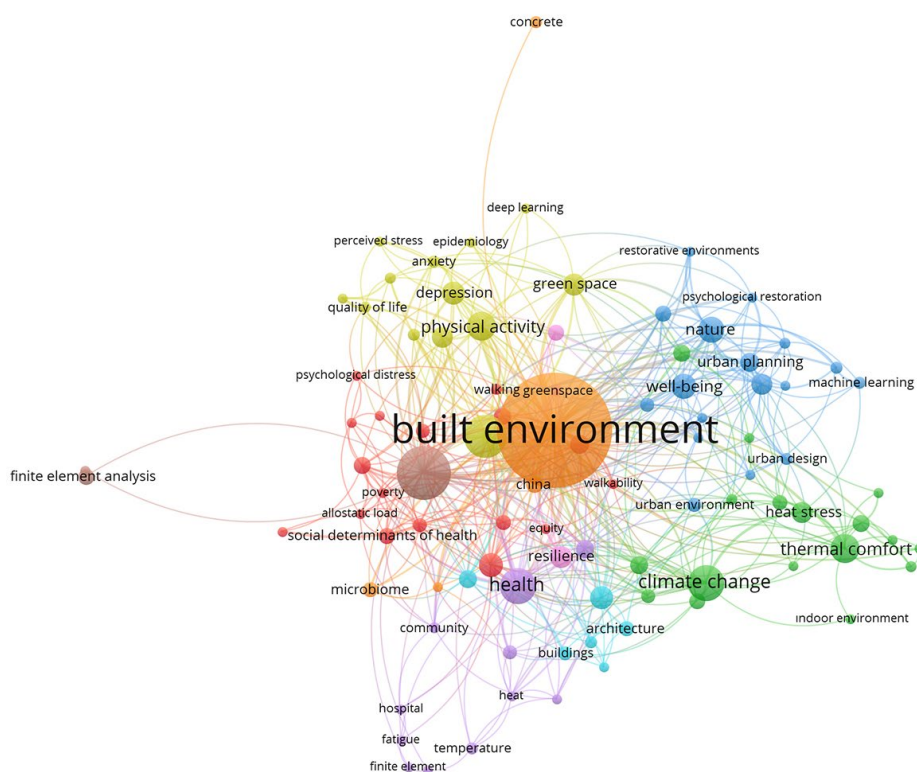 concrete
deep learning
perceived stress
epidemiology
restorative environments
anxiety
green space
depression
psychological restoration
quality of life
physical activity
nature
urban planning
psychological distress
walking
greenspace
well-being
machine learning
built environment
urban design
finite element analysis
poverty
china
walkability
allostatic load
urban environment
heat stress
social determinants of health
equity
resilience
thermal comfort
microbiome
health
climate change
indoor environment
community
architecture
buildings
heat
hospital
fatigue
temperature
finite element